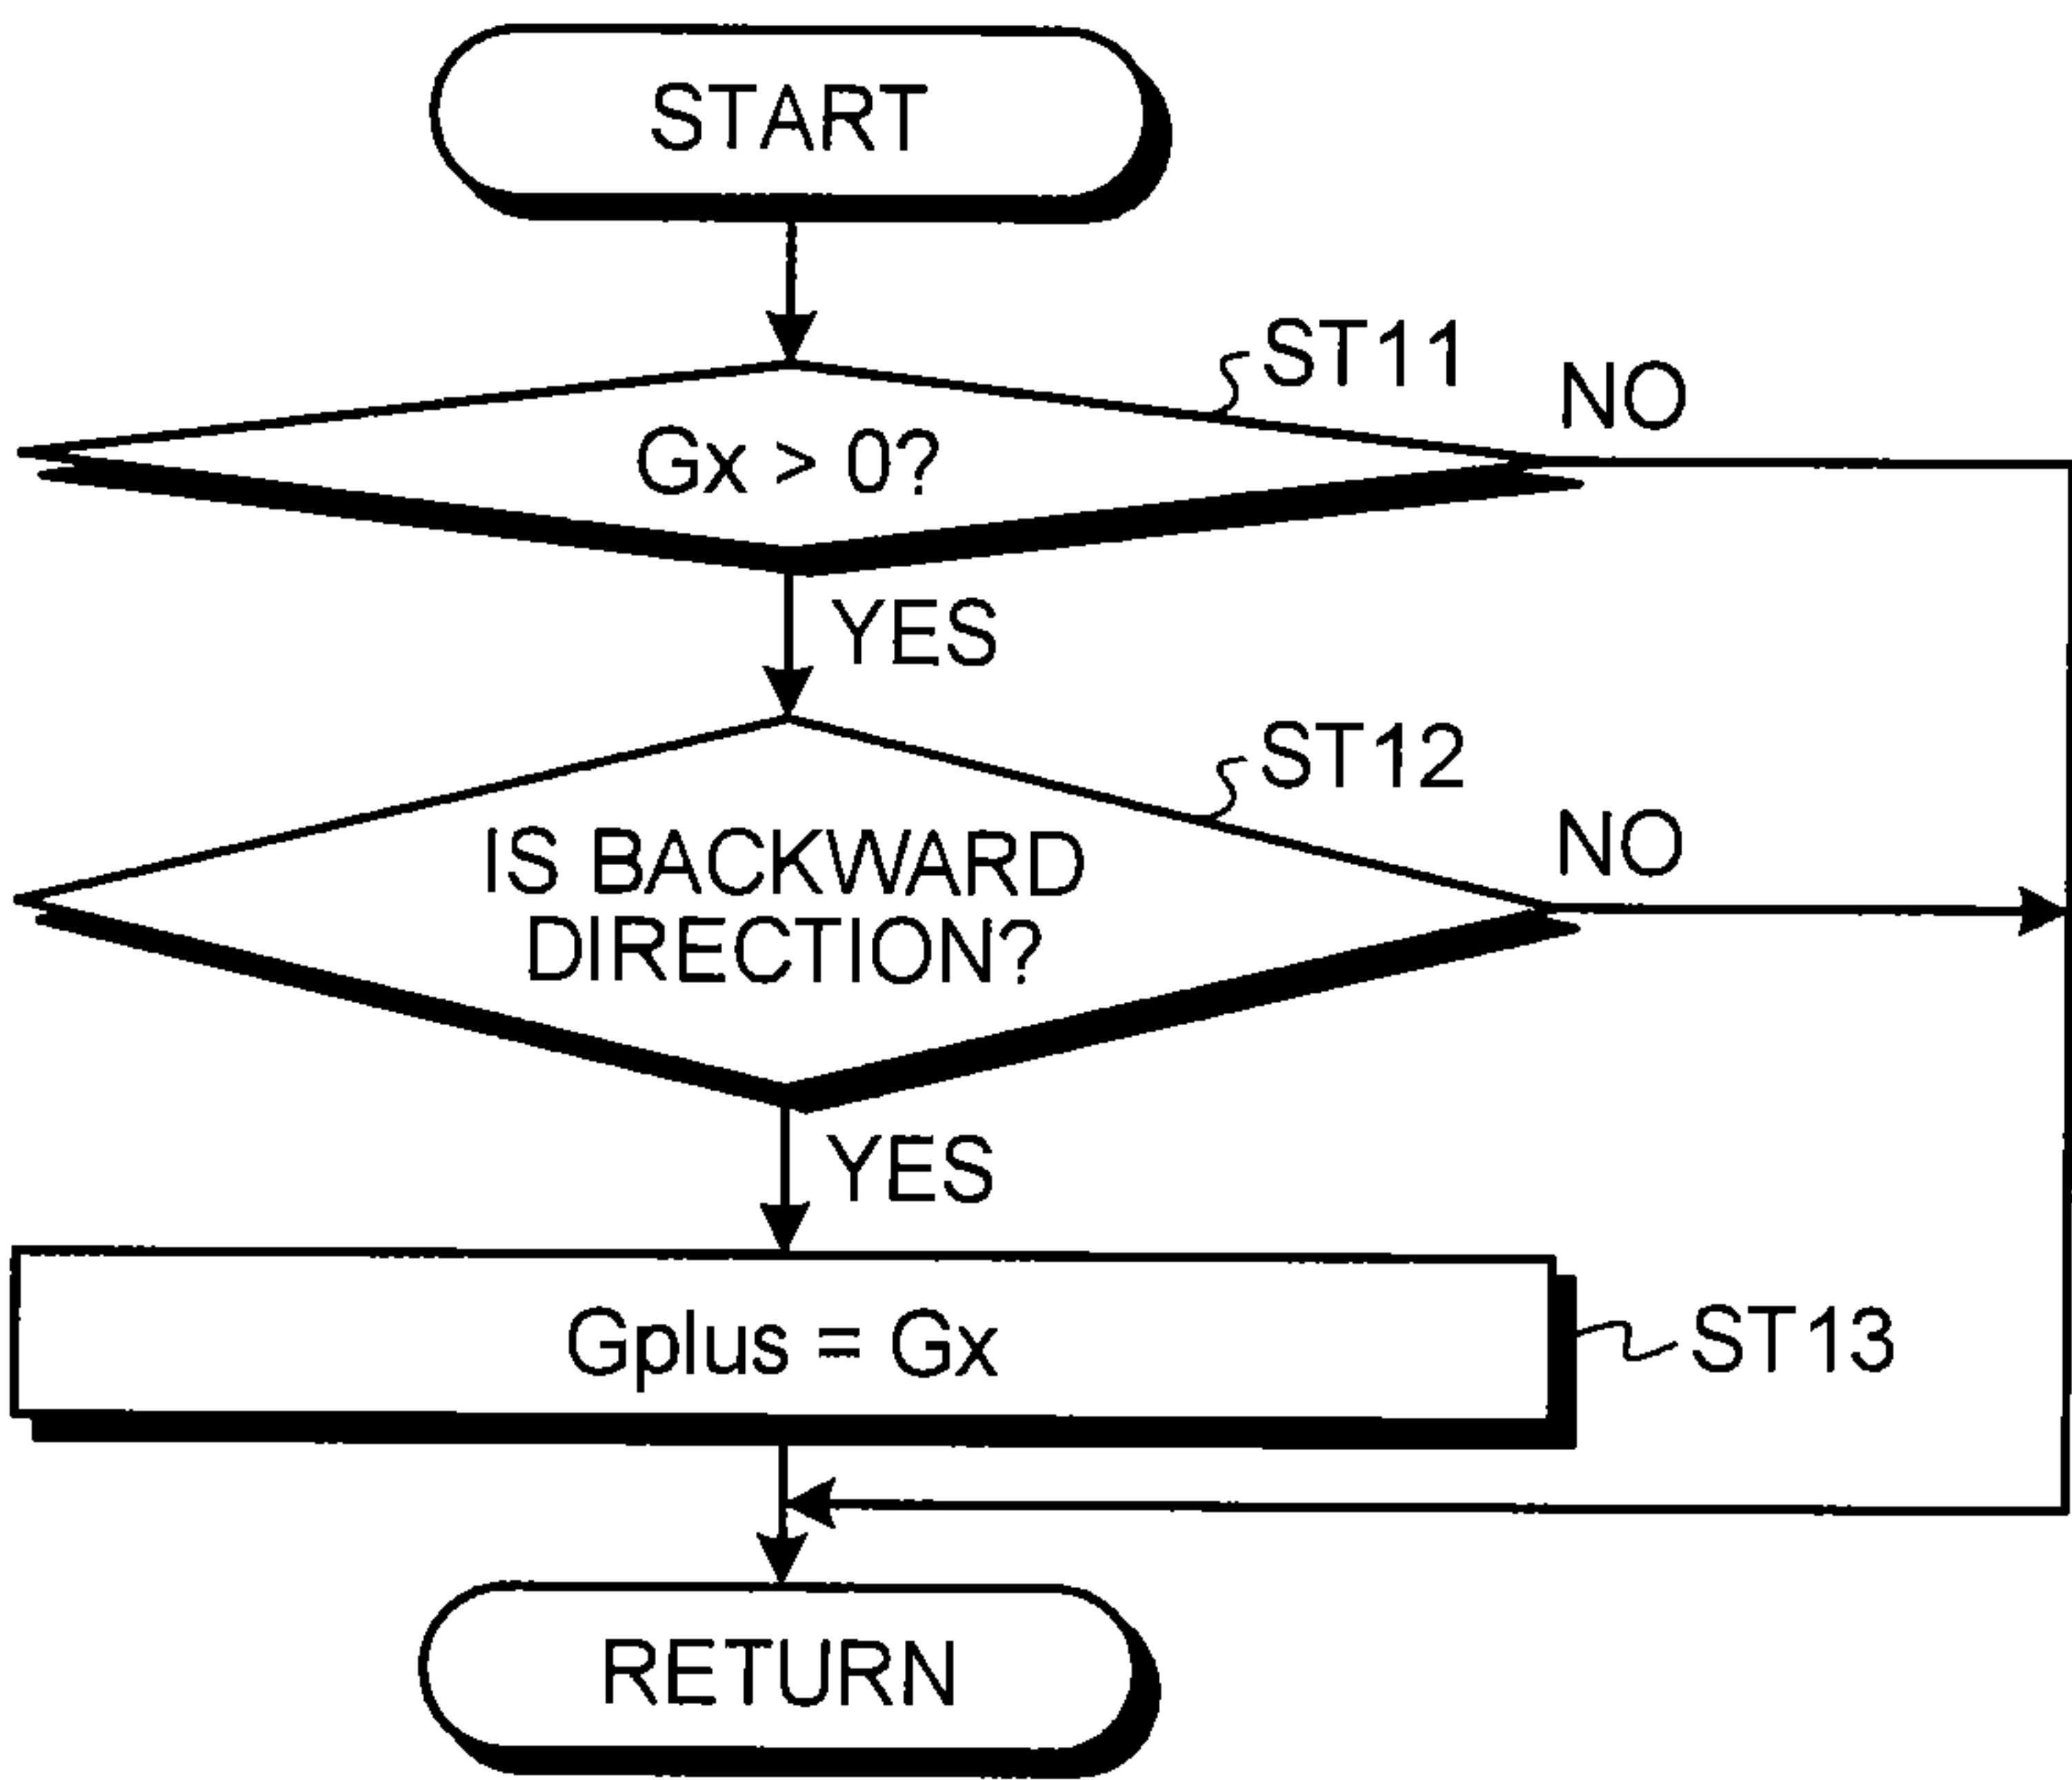 START
ST11
NO
Gx > 0?
YES
ST12
NO
IS BACKWARD
DIRECTION?
YES
Gplus = Gx
ST13
RETURN